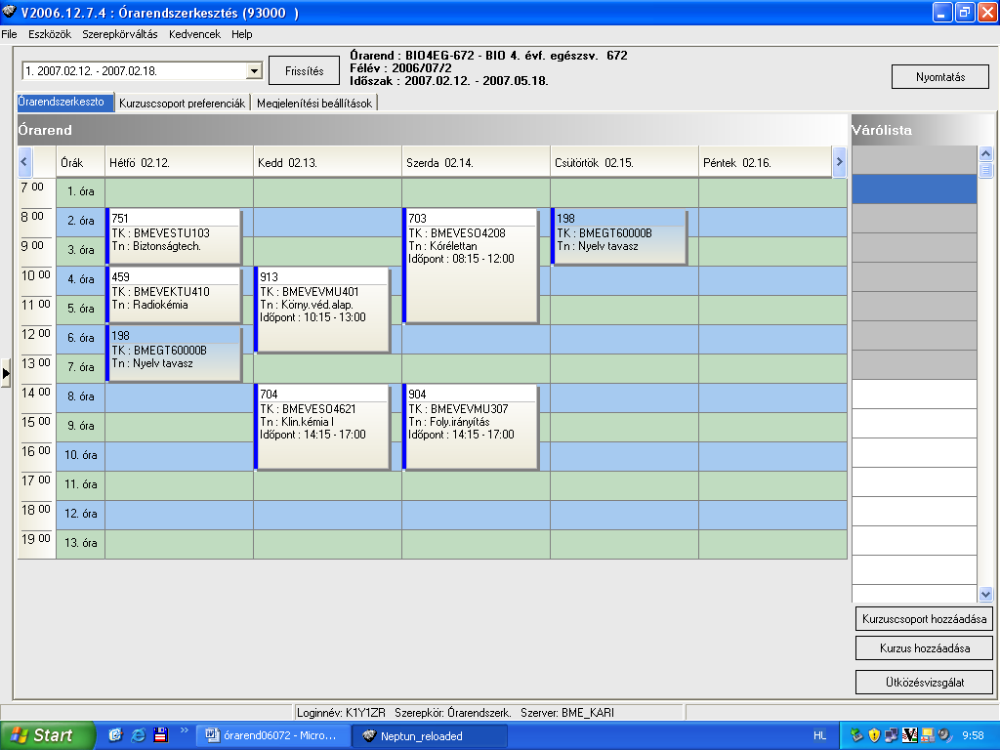 V2006.12.7.4 : Órarendszerkesztés (93000 )
File Eszközök Szerepkörváltás Kedvencek Help
1. 2007.02.12. - 2007.02.18.
Frissítés
Órarend : BIO4EG-672 - BIO 4. évf. egészsv. 672
Félév : 2006/07/2
Időszak : 2007.02.12. - 2007.05.18.
Nyomtatás
Órarendszerkeszto Kurzuscsoport preferenciák Megjelenítési beállítások
Órarend
Várólista
Órák Hétfő 02.12. Kedd 02.13. Szerda 02.14. Csütörtök 02.15. Péntek 02.16.
7 00 1. óra
8 00 2. óra
9 00 3. óra
10 00 4. óra
11 00 5. óra
12 00 6. óra
13 00 7. óra
14 00 8. óra
15 00 9. óra
16 00 10. óra
17 00 11. óra
18 00 12. óra
19 00 13. óra
751
TK : BMEVESTU103
Tn : Biztonságtech.
459
TK : BMEVEKTU410
Tn : Radiokémia
198
TK : BMEGT60000B
Tn : Nyelv tavasz
913
TK : BMEVEVMU401
Tn : Körny.véd.alap.
Időpont : 10:15 - 13:00
704
TK : BMEVESO4621
Tn : Klin.kémia I
Időpont : 14:15 - 17:00
703
TK : BMEVESO4208
Tn : Kórélettan
Időpont : 08:15 - 12:00
904
TK : BMEVEVMU307
Tn : Foly.irányítás
Időpont : 14:15 - 17:00
198
TK : BMEGT60000B
Tn : Nyelv tavasz
Kurzuscsoport hozzáadása
Kurzus hozzáadása
Ütközésvizsgálat
Loginnév: K1Y1ZR Szerepkör: Órarendszerk. Szerver: BME_KARI
Start
órarend06072 - Micro...
Neptun_reloaded
HL
9:58